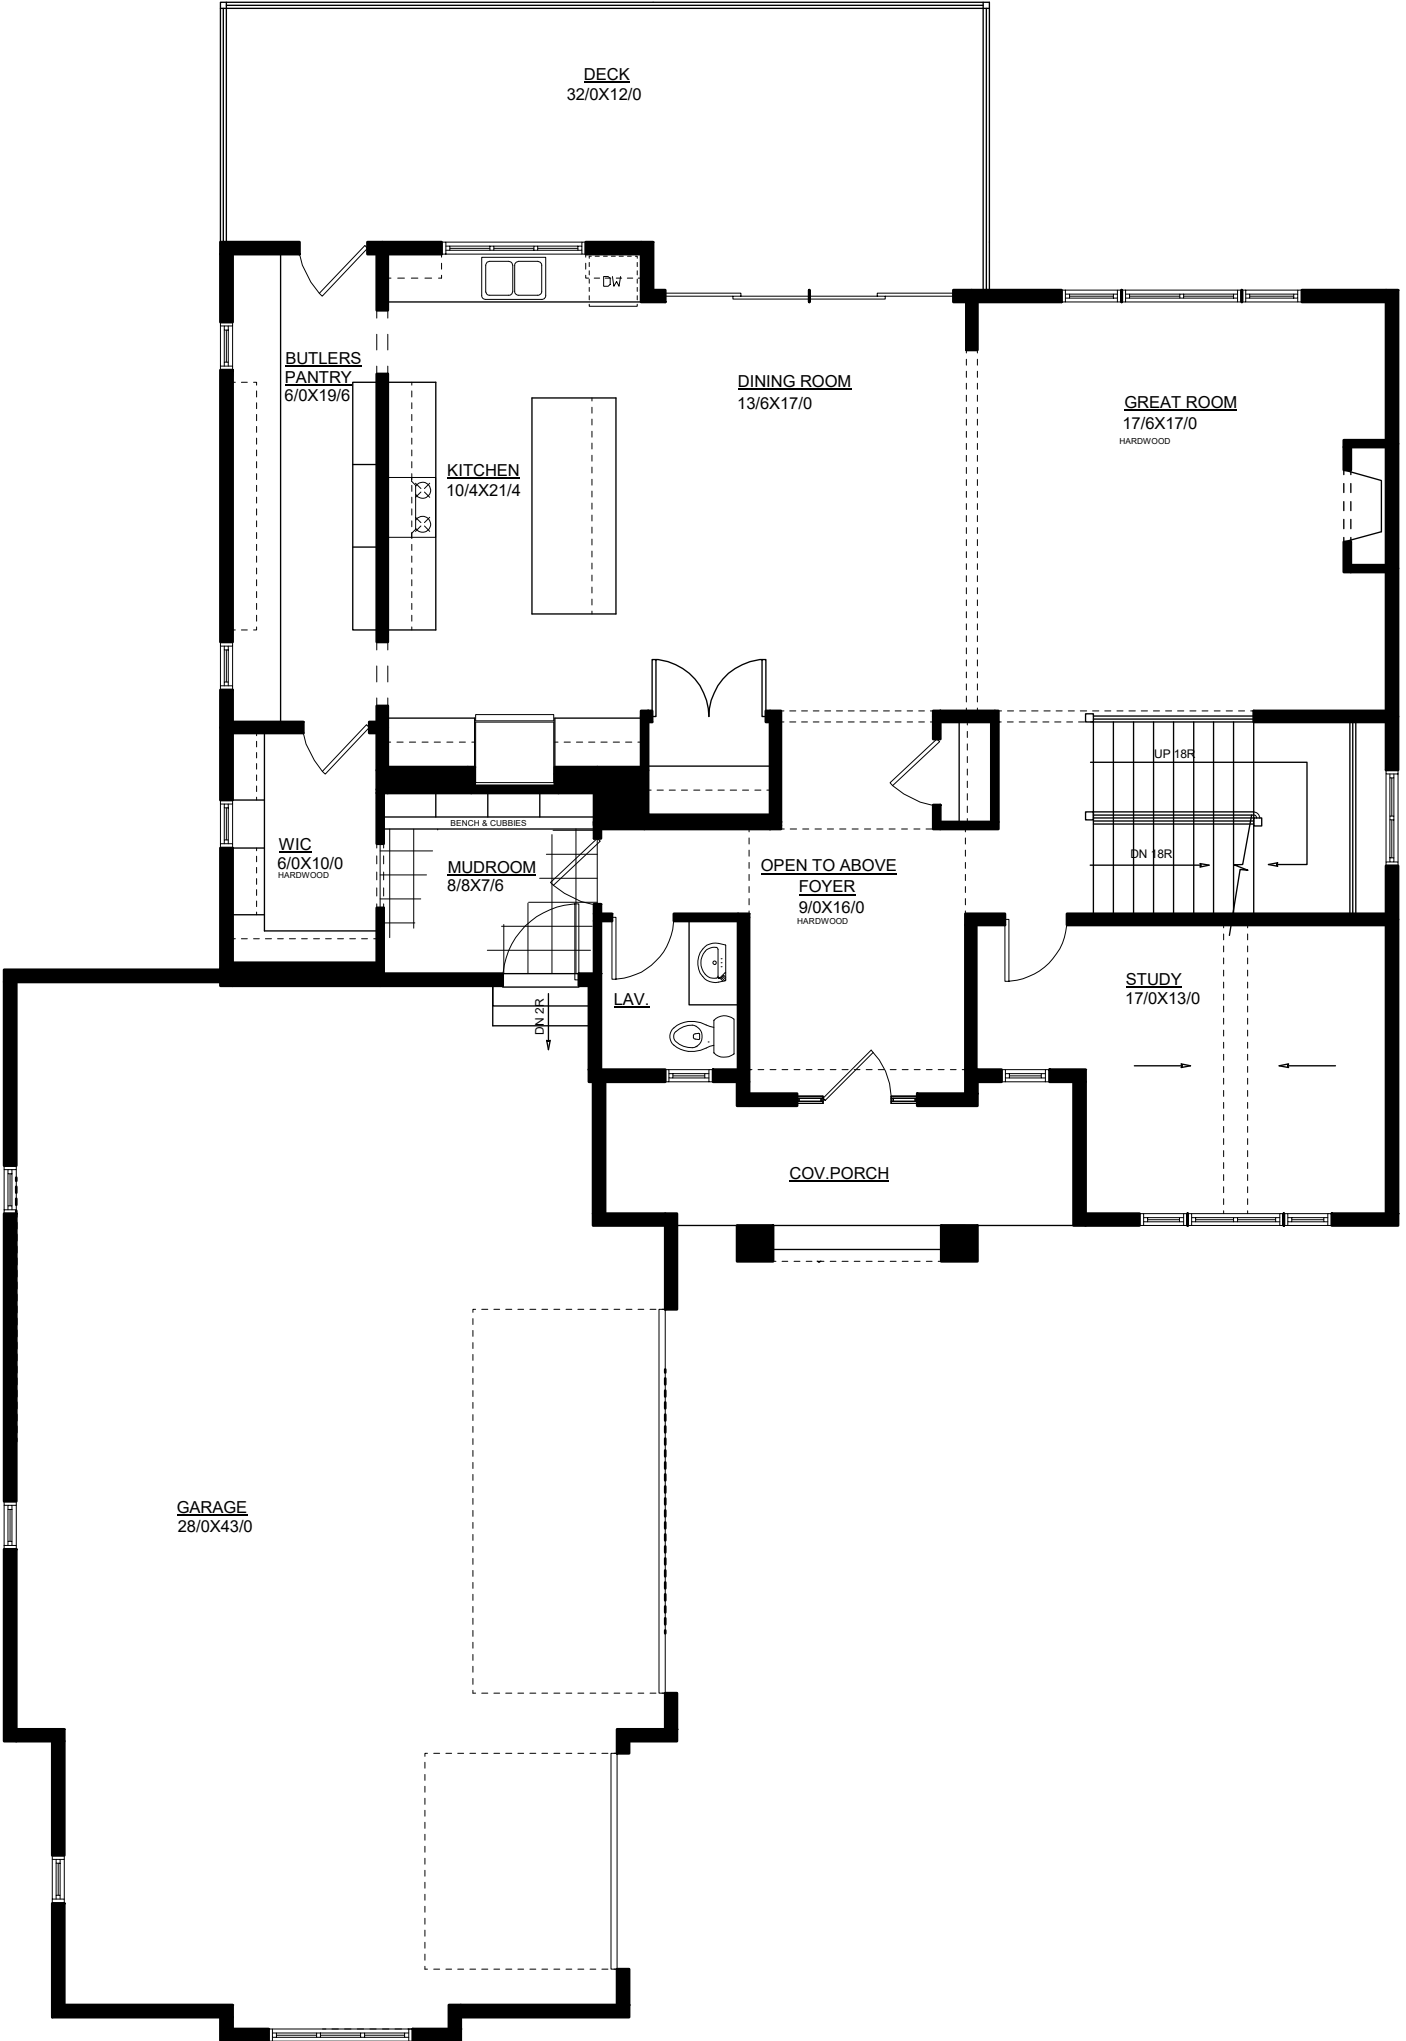 DECK
32/0X12/0
DW
BUTLERS
PANTRY
6/0X19/6
DINING ROOM
13/6X17/0
GREAT ROOM
17/6X17/0
HARDWOOD
KITCHEN
10/4X21/4
UP 18R
BENCH & CUBBIES
WIC
6/0X10/0
HARDWOOD
MUDROOM
8/8X7/6
OPEN TO ABOVE
FOYER
9/0X16/0
HARDWOOD
DN 18R
LAV.
DN 2R
STUDY
17/0X13/0
COV.PORCH
GARAGE
28/0X43/0